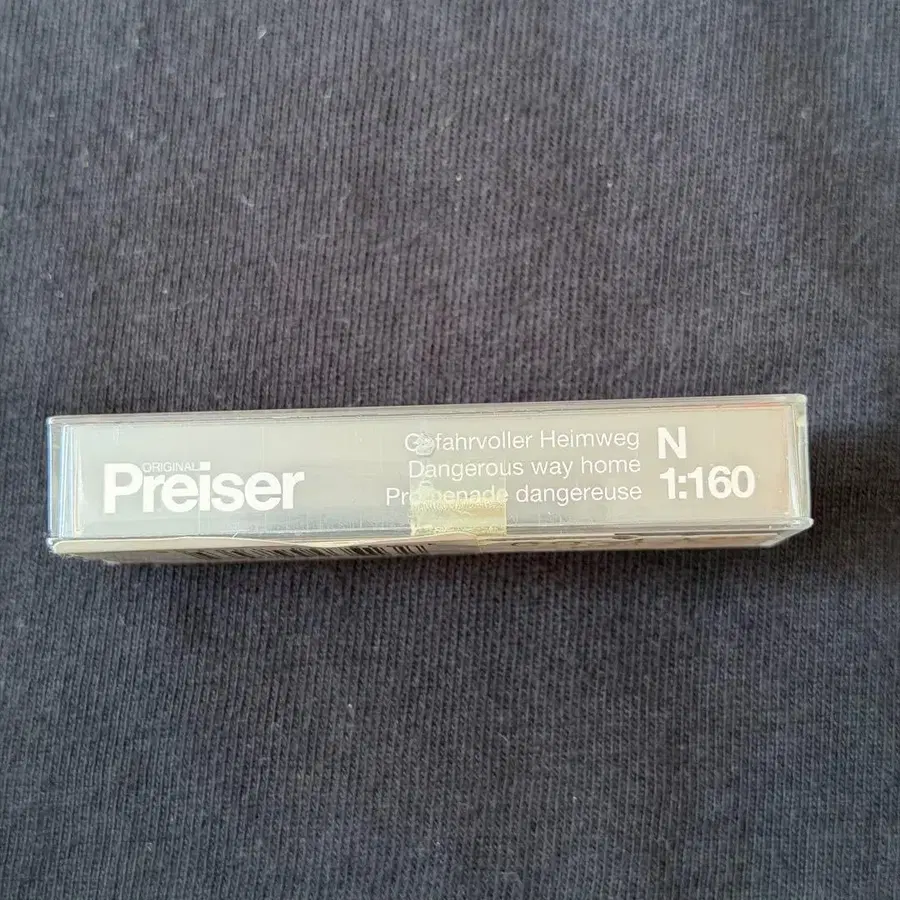 ORIGINAL
Preiser
Gefahrvoller Heimweg
Dangerous way home
Promenade dangereuse
N
1:160